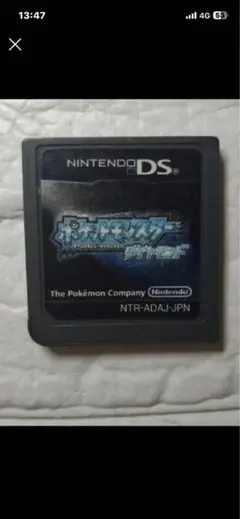 13:47
4G 53
NINTENDO DS
ポケットモンスター
ダイヤモンド
The Pokémon Company Nintendo
NTR-ADAJ-JPN